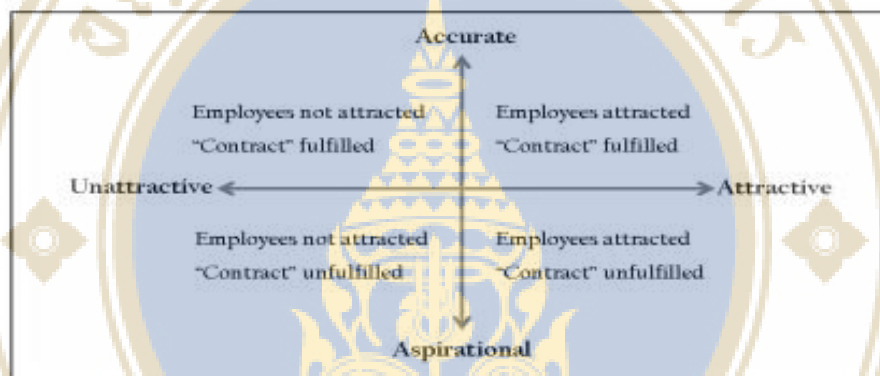 Accurate
Employees not attracted Employees attracted
“Contract” fulfilled “Contract” fulfilled
Unattractive Attractive
Employees not attracted Employees attracted
“Contract” unfulfilled “Contract” unfulfilled
Aspirational